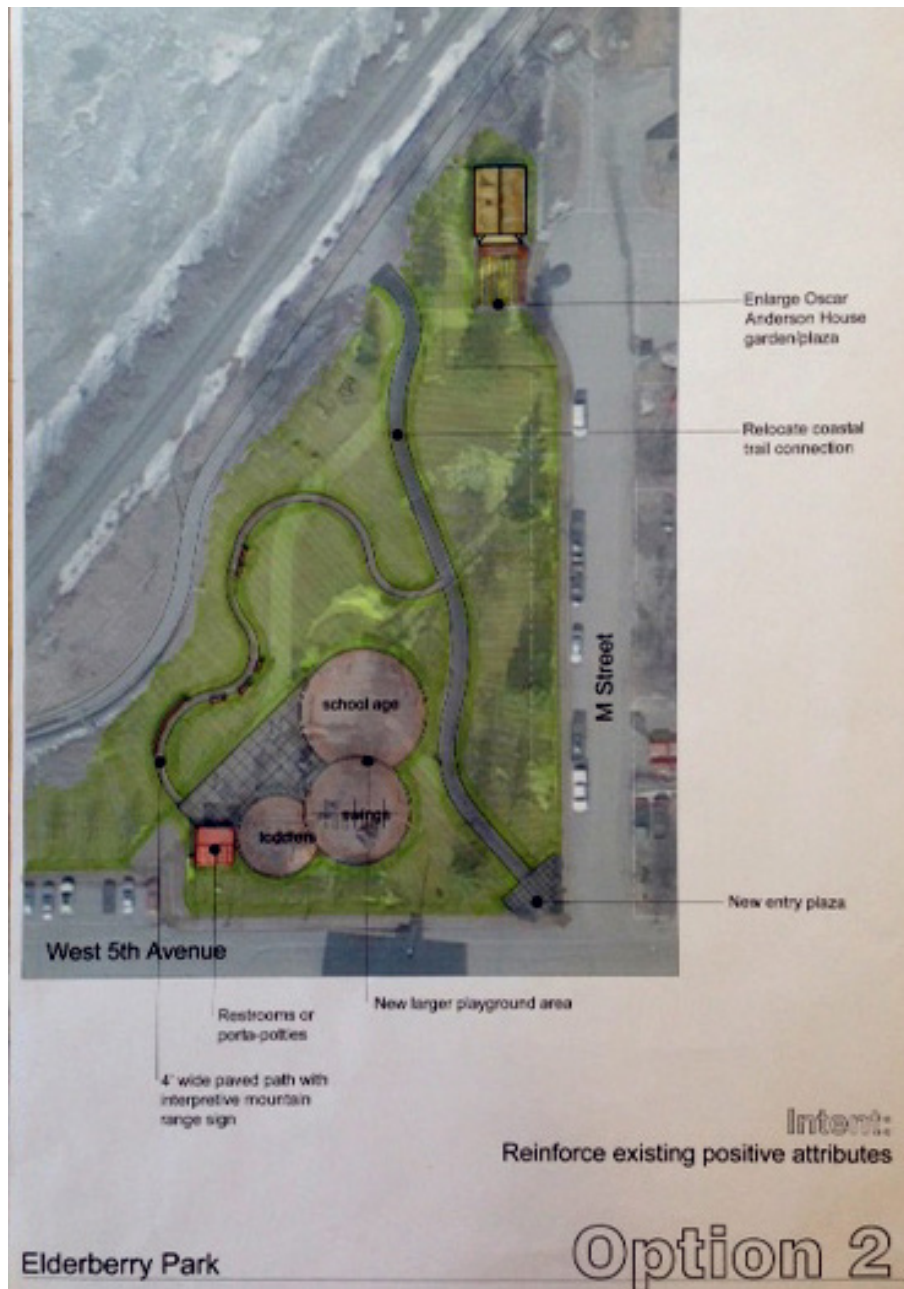 Enlarge Oscar
Anderson House
garden/plaza
Relocate coastal
trail connection
school age
M Street
swings
toddlers
New entry plaza
West 5th Avenue
New larger playground area
Restrooms or
porta-potties
4' wide paved path with
interpretive mountain
range sign
Intent:
Reinforce existing positive attributes
Elderberry Park
Option 2